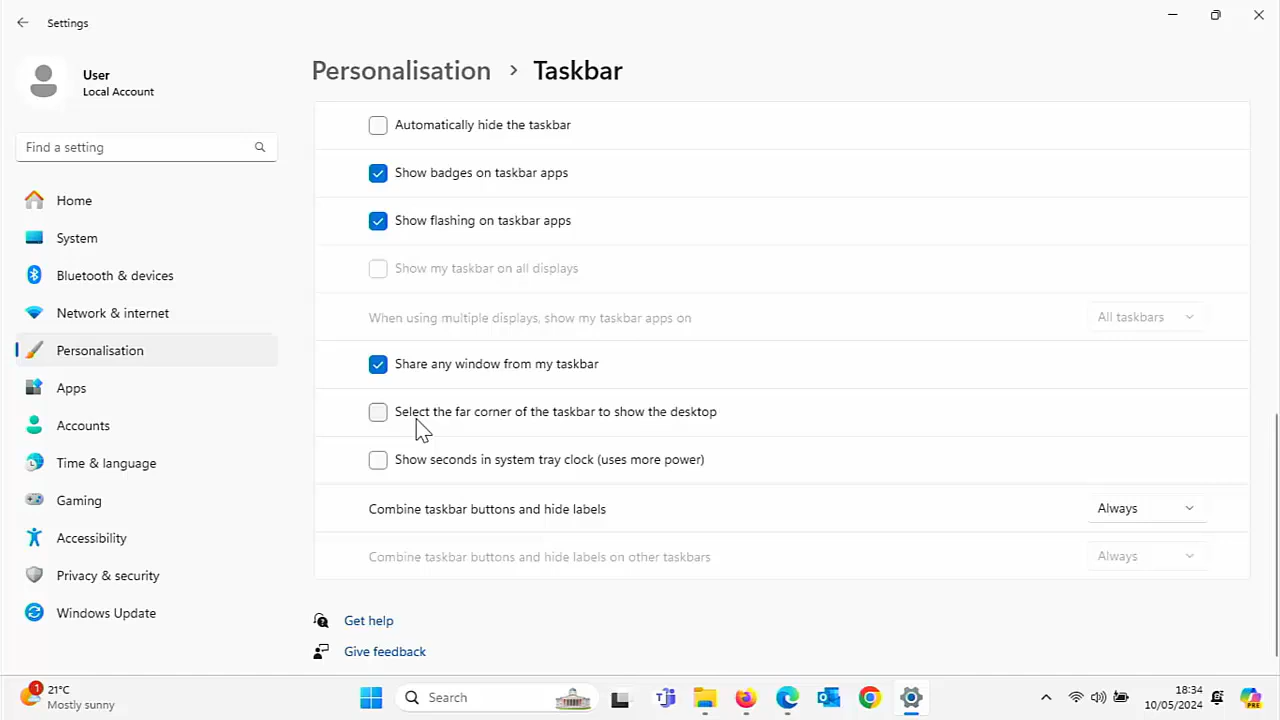 Settings
User
Local Account
Find a setting
Home
System
Bluetooth & devices
Network & internet
Personalisation
Apps
Accounts
Time & language
Gaming
Accessibility
Privacy & security
Windows Update
Personalisation > Taskbar
Automatically hide the taskbar
Show badges on taskbar apps
Show flashing on taskbar apps
Show my taskbar on all displays
When using multiple displays, show my taskbar apps on All taskbars
Share any window from my taskbar
Select the far corner of the taskbar to show the desktop
Show seconds in system tray clock (uses more power)
Combine taskbar buttons and hide labels Always
Combine taskbar buttons and hide labels on other taskbars Always
Get help
Give feedback
1
21°C
Mostly sunny
Search
18:34
10/05/2024
PRE